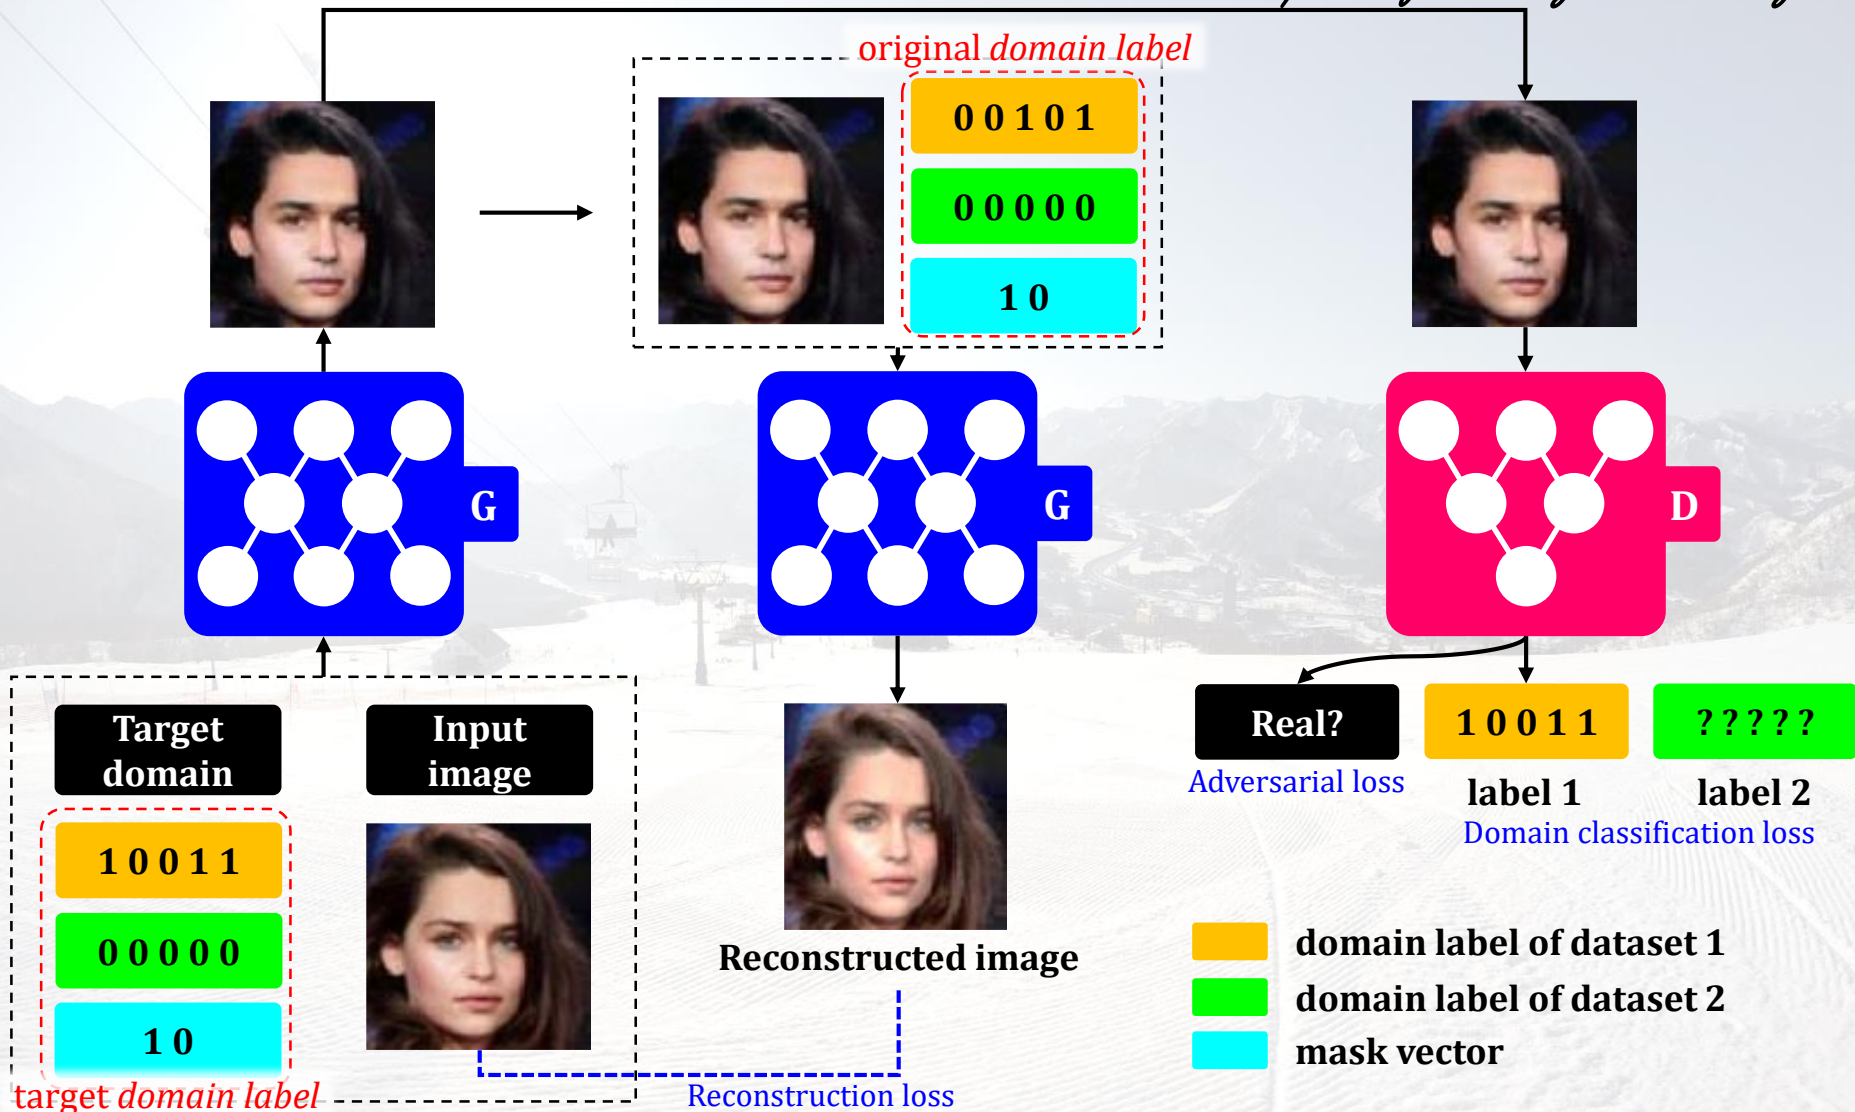 original domain label
0 0 1 0 1
0 0 0 0 0
1 0
G
G
D
Target
domain
Input
image
1 0 0 1 1
0 0 0 0 0
1 0
target domain label
Reconstructed image
Reconstruction loss
Real?
1 0 0 1 1
? ? ? ? ?
Adversarial loss
label 1
label 2
Domain classification loss
domain label of dataset 1
domain label of dataset 2
mask vector